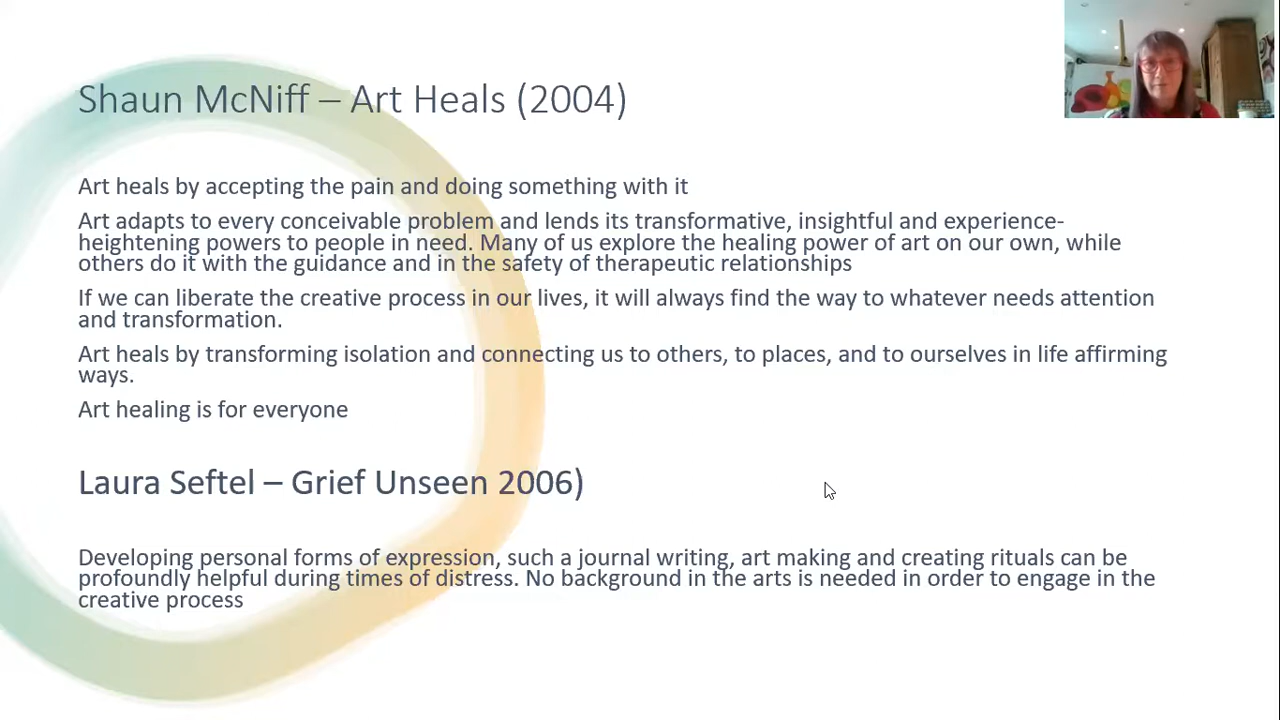 Shaun McNiff – Art Heals (2004)
Art heals by accepting the pain and doing something with it
Art adapts to every conceivable problem and lends its transformative, insightful and experience-
heightening powers to people in need. Many of us explore the healing power of art on our own, while
others do it with the guidance and in the safety of therapeutic relationships
If we can liberate the creative process in our lives, it will always find the way to whatever needs attention
and transformation.
Art heals by transforming isolation and connecting us to others, to places, and to ourselves in life affirming
ways.
Art healing is for everyone
Laura Seftel – Grief Unseen 2006)
Developing personal forms of expression, such a journal writing, art making and creating rituals can be
profoundly helpful during times of distress. No background in the arts is needed in order to engage in the
creative process